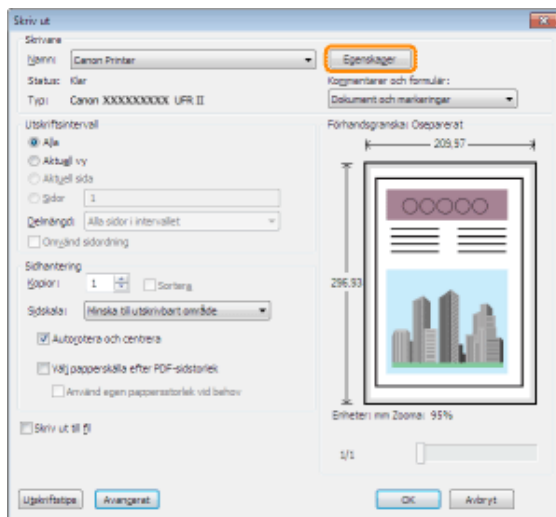 Skriv ut
Skrivare
Namn: Canon Printer
Egenskaper
Status: Klar
Kommentarer och formulär:
Typ: Canon XXXXXXXXXX UFR II
Dokument och markeringar
Utskriftsintervall
Förhandsgranska: Oseparerat
Alla
209,97
Aktuell vy
Aktuell sida
Sidor 1
Delmängd: Alla sidor i intervallet
Omvänd sidordning
Sidhantering
Kopior: 1 Sortera
296,93
Sidskala: Minska till utskrivbart område
Autorotera och centrera
Välj papperskälla efter PDF-sidstorlek
Använd egen pappersstorlek vid behov
Enheter: mm Zooma: 95%
Skriv ut till fil
1/1
Utskriftstips
Avancerat
OK
Avbryt